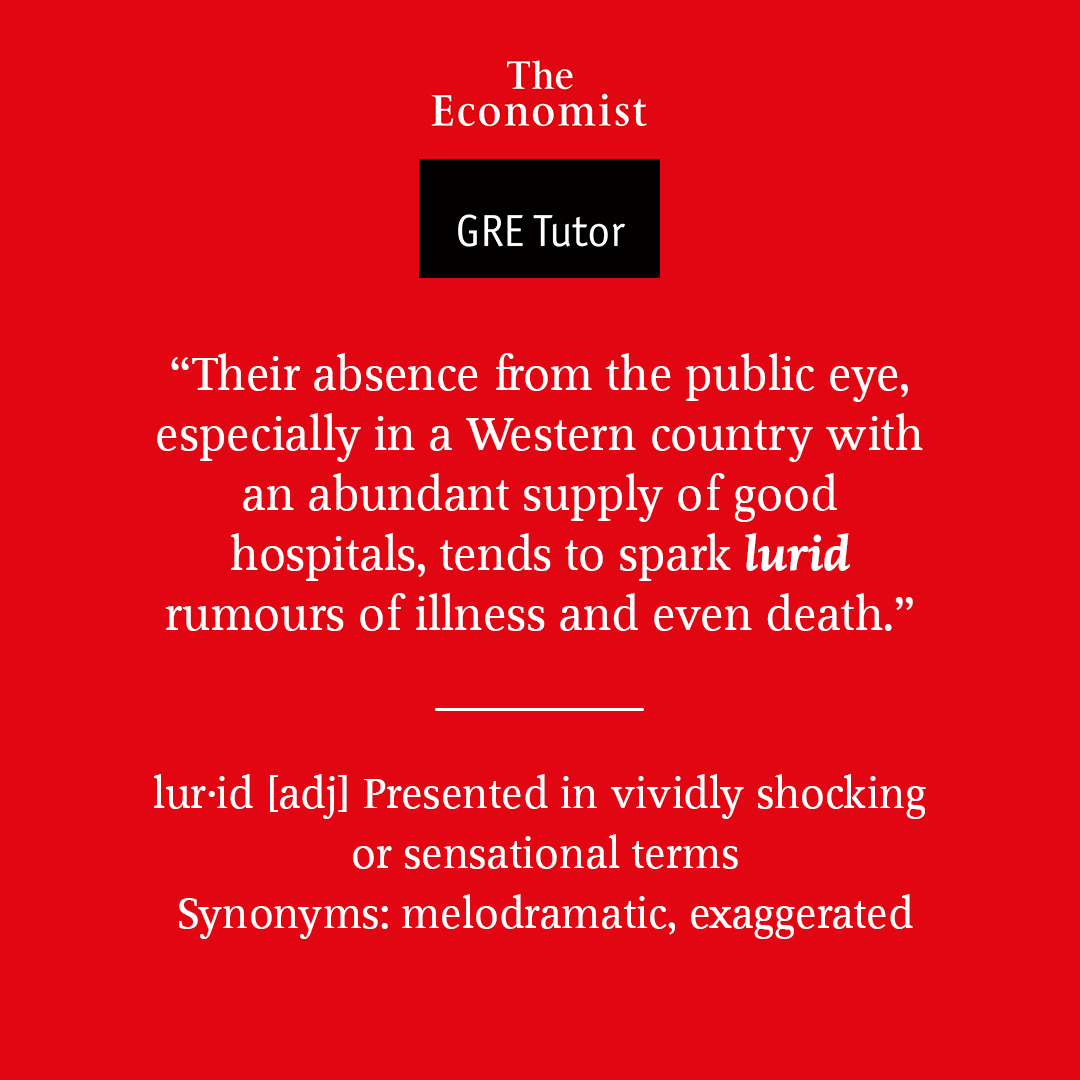 The
Economist
GRE Tutor
“Their absence from the public eye,
especially in a Western country with
an abundant supply of good
hospitals, tends to spark lurid
rumours of illness and even death.”
lur·id [adj] Presented in vividly shocking
or sensational terms
Synonyms: melodramatic, exaggerated